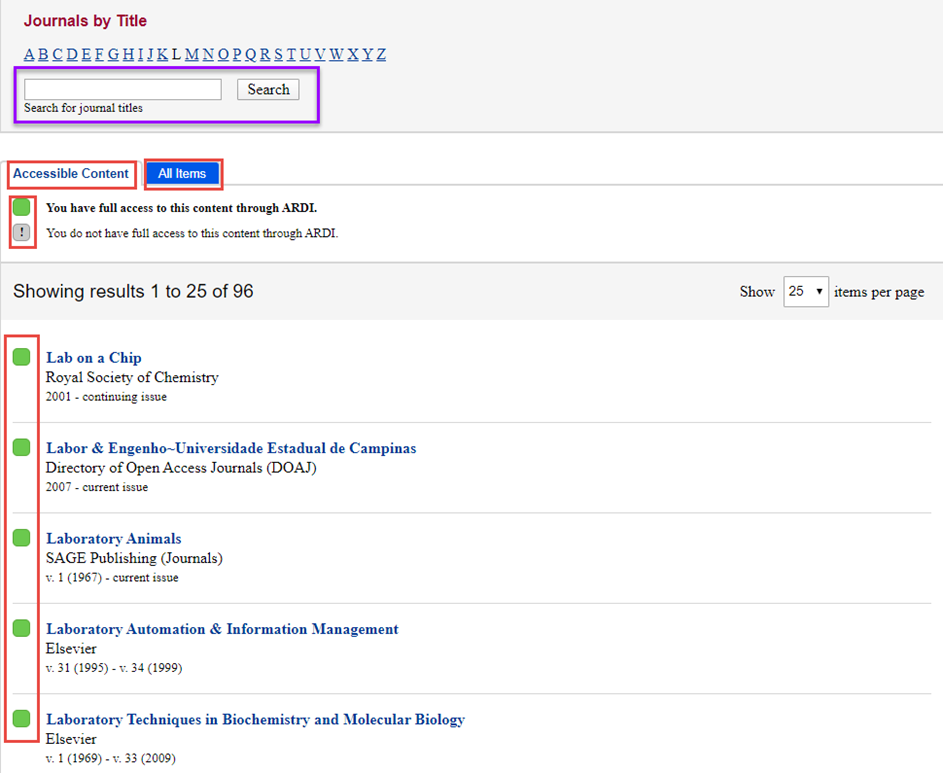 Journals by Title
A B C D E F G H I J K L M N O P Q R S T U V W X Y Z
Search
Search for journal titles
Accessible Content
All Items
You have full access to this content through ARDI.
!
You do not have full access to this content through ARDI.
Showing results 1 to 25 of 96
Show 25 ▼ items per page
Lab on a Chip
Royal Society of Chemistry
2001 - continuing issue
Labor & Engenho~Universidade Estadual de Campinas
Directory of Open Access Journals (DOAJ)
2007 - current issue
Laboratory Animals
SAGE Publishing (Journals)
v. 1 (1967) - current issue
Laboratory Automation & Information Management
Elsevier
v. 31 (1995) - v. 34 (1999)
Laboratory Techniques in Biochemistry and Molecular Biology
Elsevier
v. 1 (1969) - v. 33 (2009)